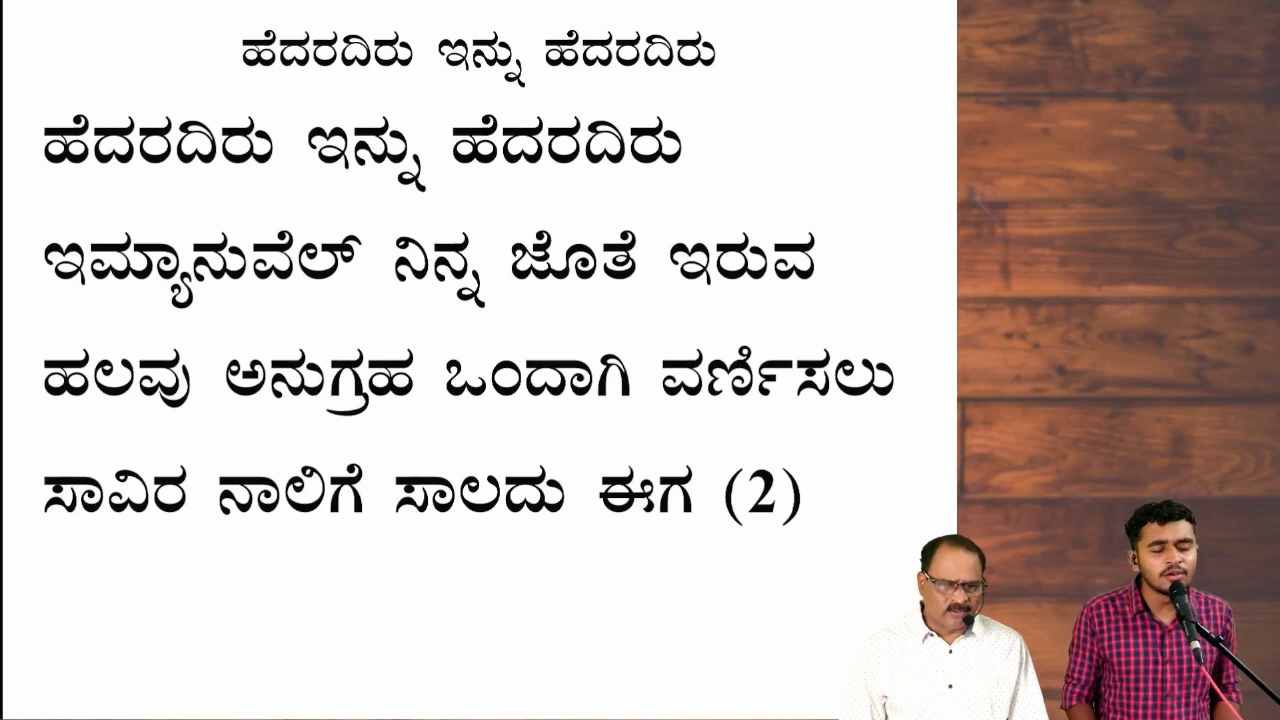 ಹೆದರದಿರು ಇನ್ನು ಹೆದರದಿರು
ಹೆದರದಿರು ಇನ್ನು ಹೆದರದಿರು
ಇಮ್ಯಾನುವೆಲ್ ನಿನ್ನ ಜೊತೆ ಇರುವ
ಹಲವು ಅನುಗ್ರಹ ಒಂದಾಗಿ ವರ್ಣಿಸಲು
ಸಾವಿರ ನಾಲಿಗೆ ಸಾಲದು ಈಗ (2)